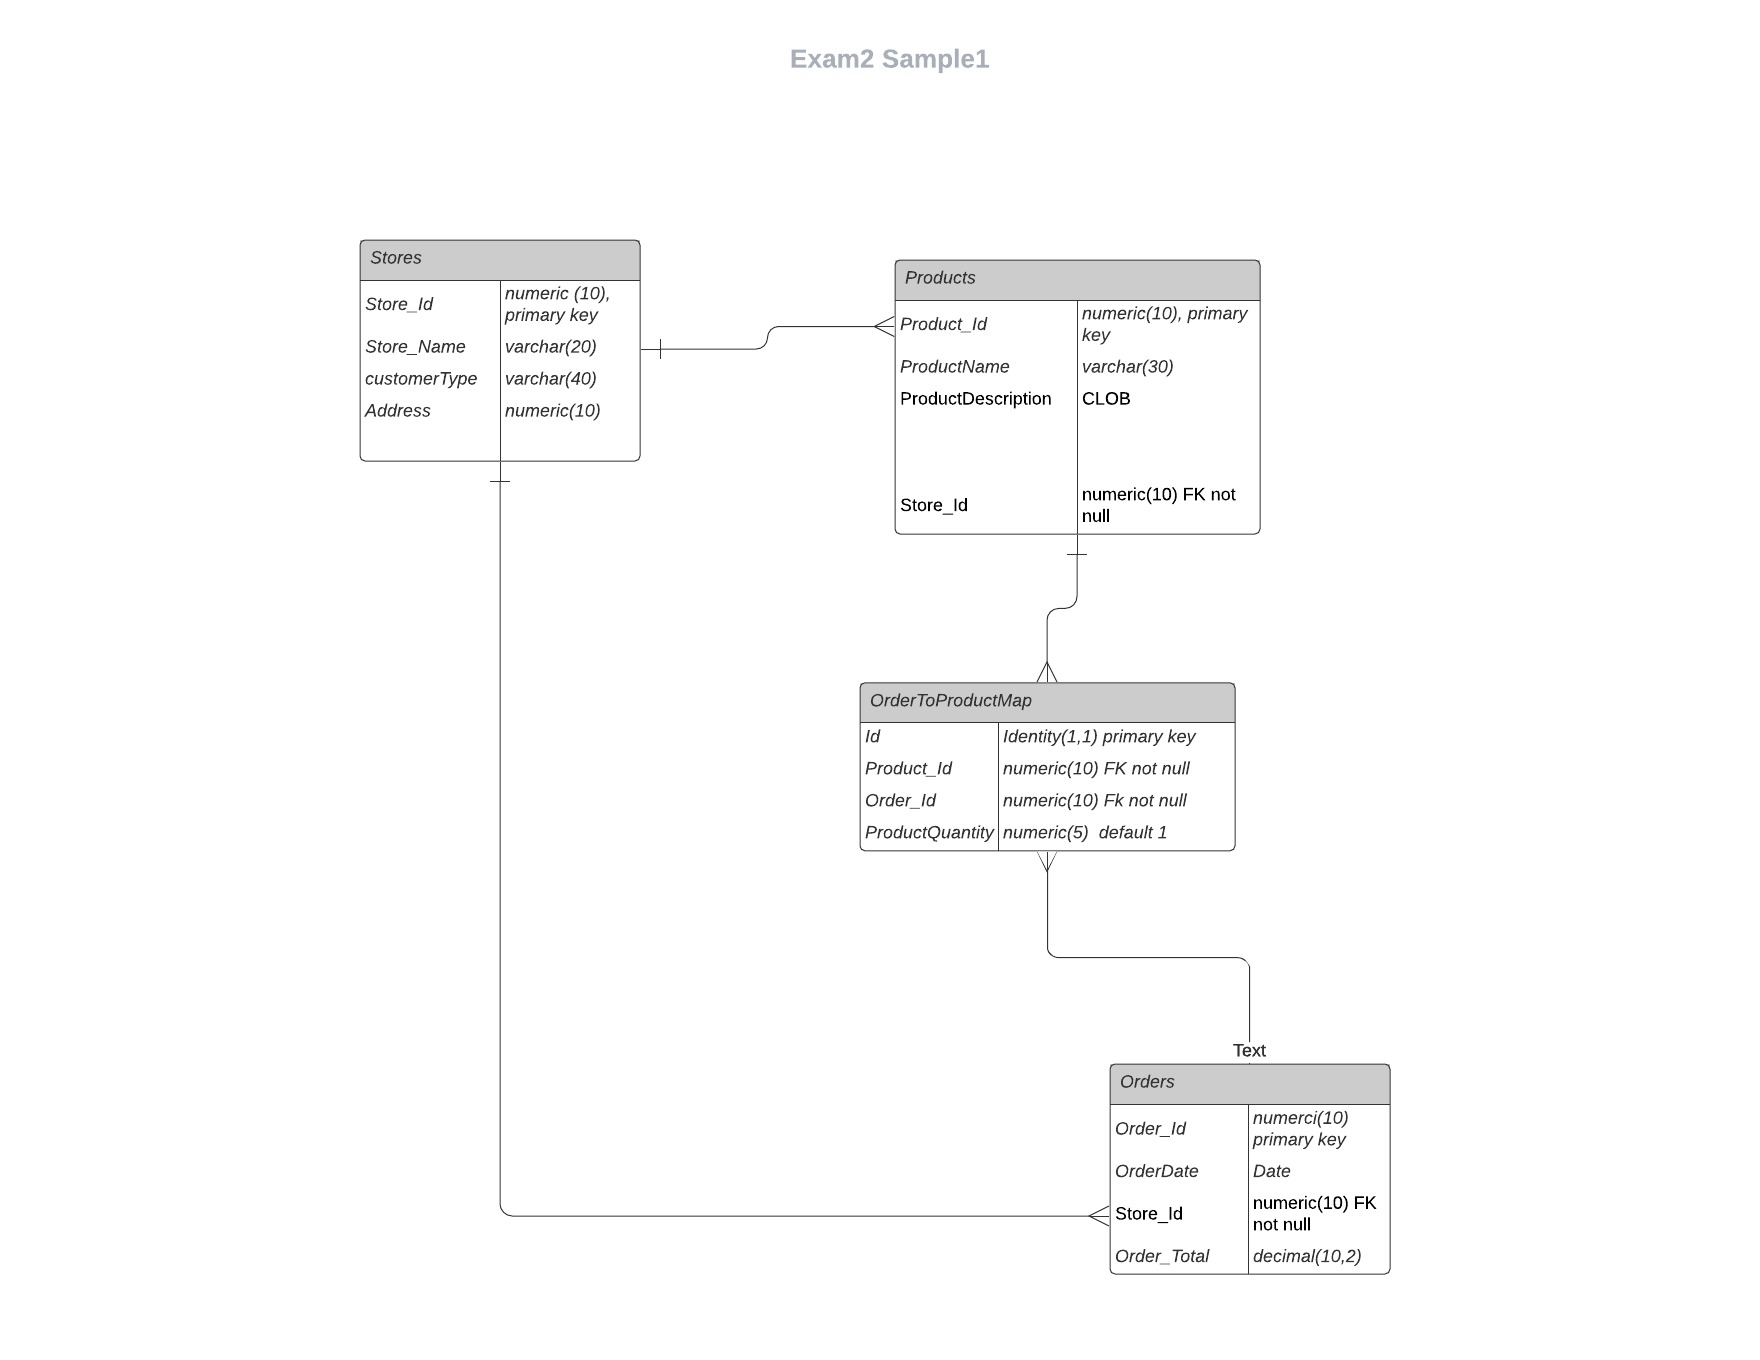 Exam2 Sample1
Stores
Store_Id
numeric (10),
primary key
Store_Name
varchar(20)
customerType
varchar(40)
Address
numeric(10)
Products
Product_Id
numeric(10), primary
key
ProductName
varchar(30)
ProductDescription
CLOB
Store_Id
numeric(10) FK not
null
OrderToProductMap
Id
Identity(1,1) primary key
Product_Id
numeric(10) FK not null
Order_Id
numeric(10) Fk not null
ProductQuantity
numeric(5)  default 1
Text
Orders
Order_Id
numerci(10)
primary key
OrderDate
Date
Store_Id
numeric(10) FK
not null
Order_Total
decimal(10,2)